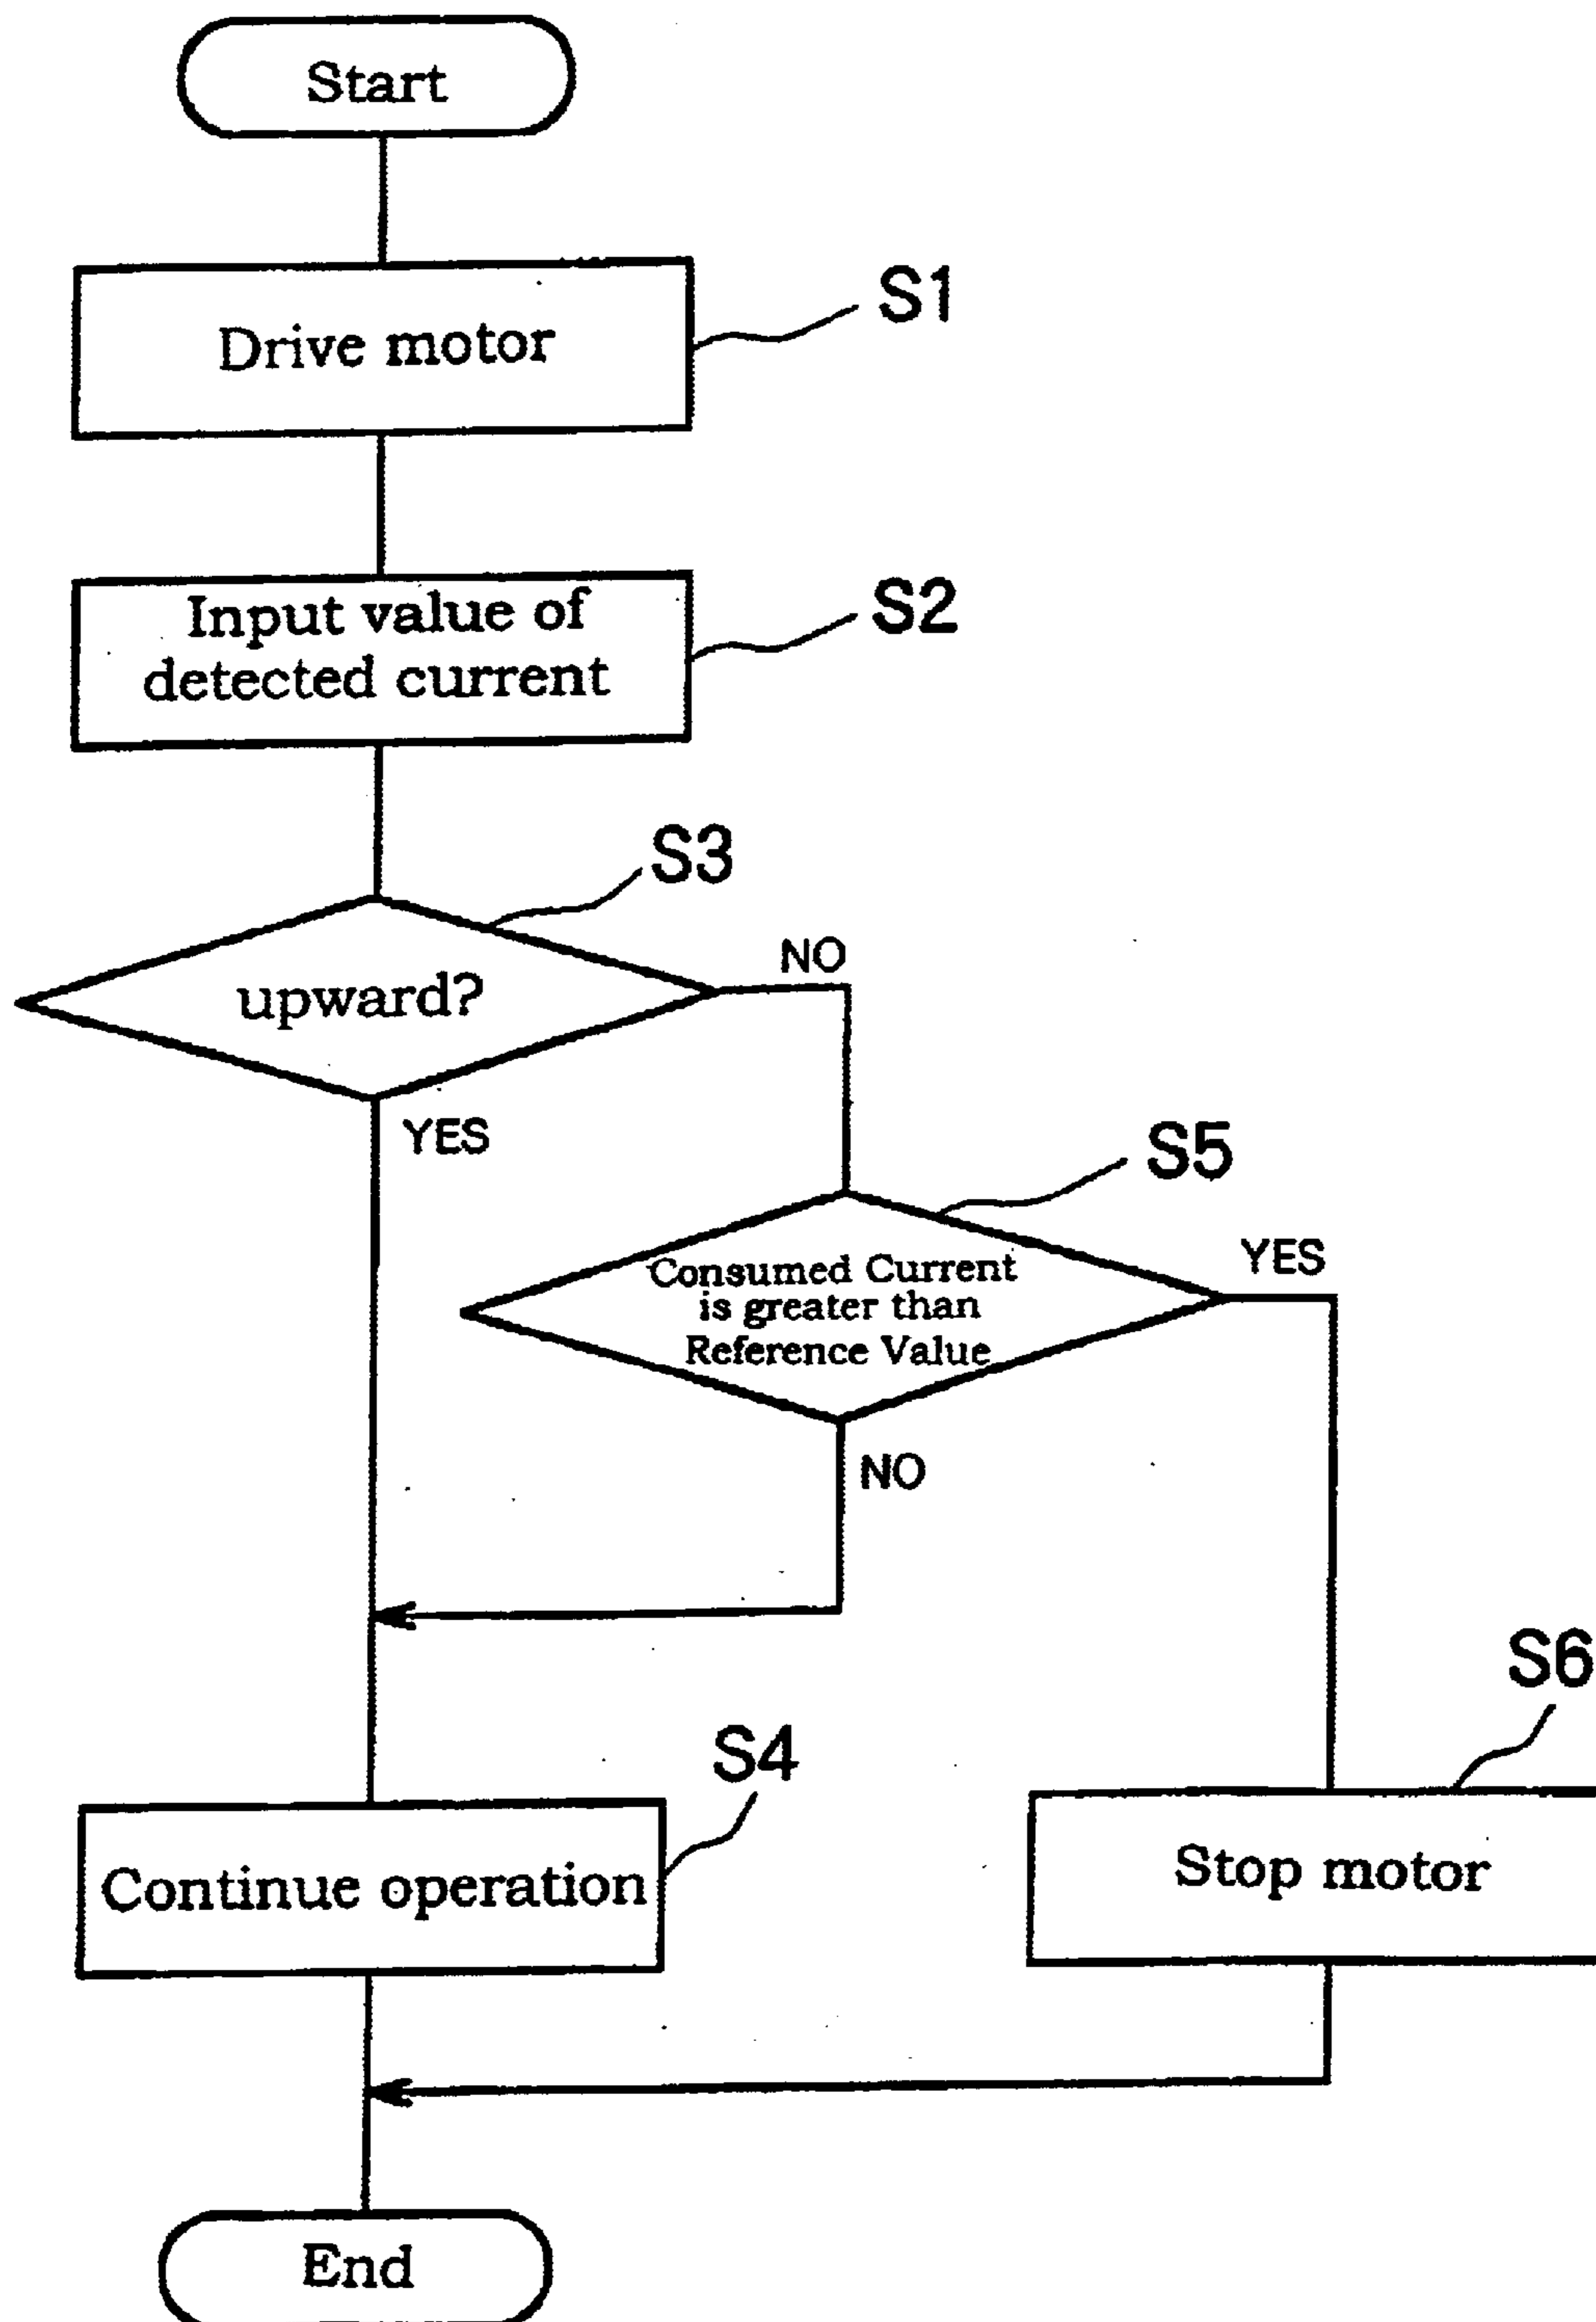 Start
Drive motor
S1
Input value of
detected current
S2
S3
upward?
NO
YES
S5
Consumed Current
is greater than
Reference Value
YES
NO
S6
S4
Continue operation
Stop motor
End